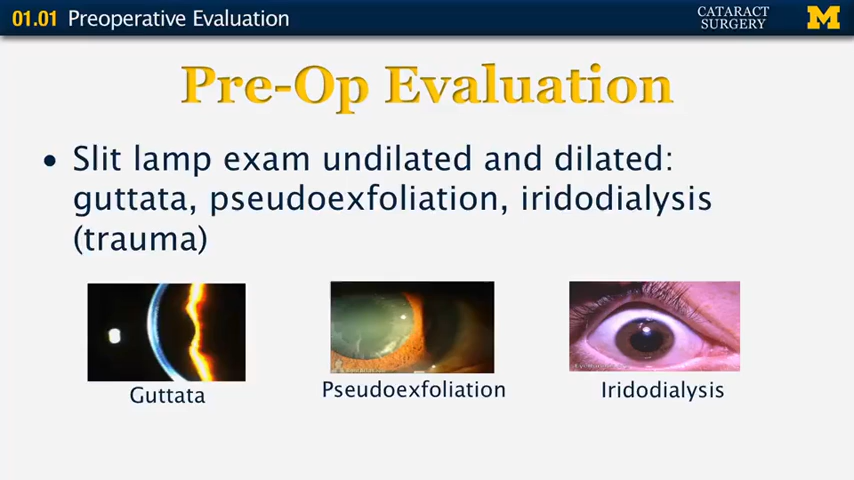 01.01 Preoperative Evaluation
CATARACT
SURGERY
M
Pre-Op Evaluation
• Slit lamp exam undilated and dilated:
guttata, pseudoexfoliation, iridodialysis
(trauma)
Guttata
Pseudoexfoliation
Iridodialysis